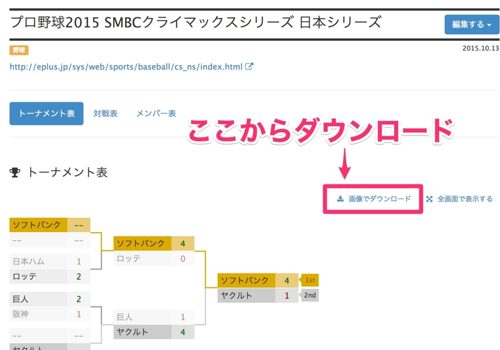 プロ野球2015 SMBCクライマックスシリーズ 日本シリーズ
編集する
野球
2015.10.13
http://eplus.jp/sys/web/sports/baseball/cs_ns/index.html
トーナメント表 対戦表 メンバー表
ここからダウンロード
トーナメント表
画像でダウンロード 全画面で表示する
ソフトバンク --
-- --
ソフトバンク 4
ロッテ 0
日本ハム 1
ロッテ 2
ソフトバンク 4 1st
ヤクルト 1 2nd
巨人 2
阪神 1
巨人 1
ヤクルト 4
-- --
ヤクルト --